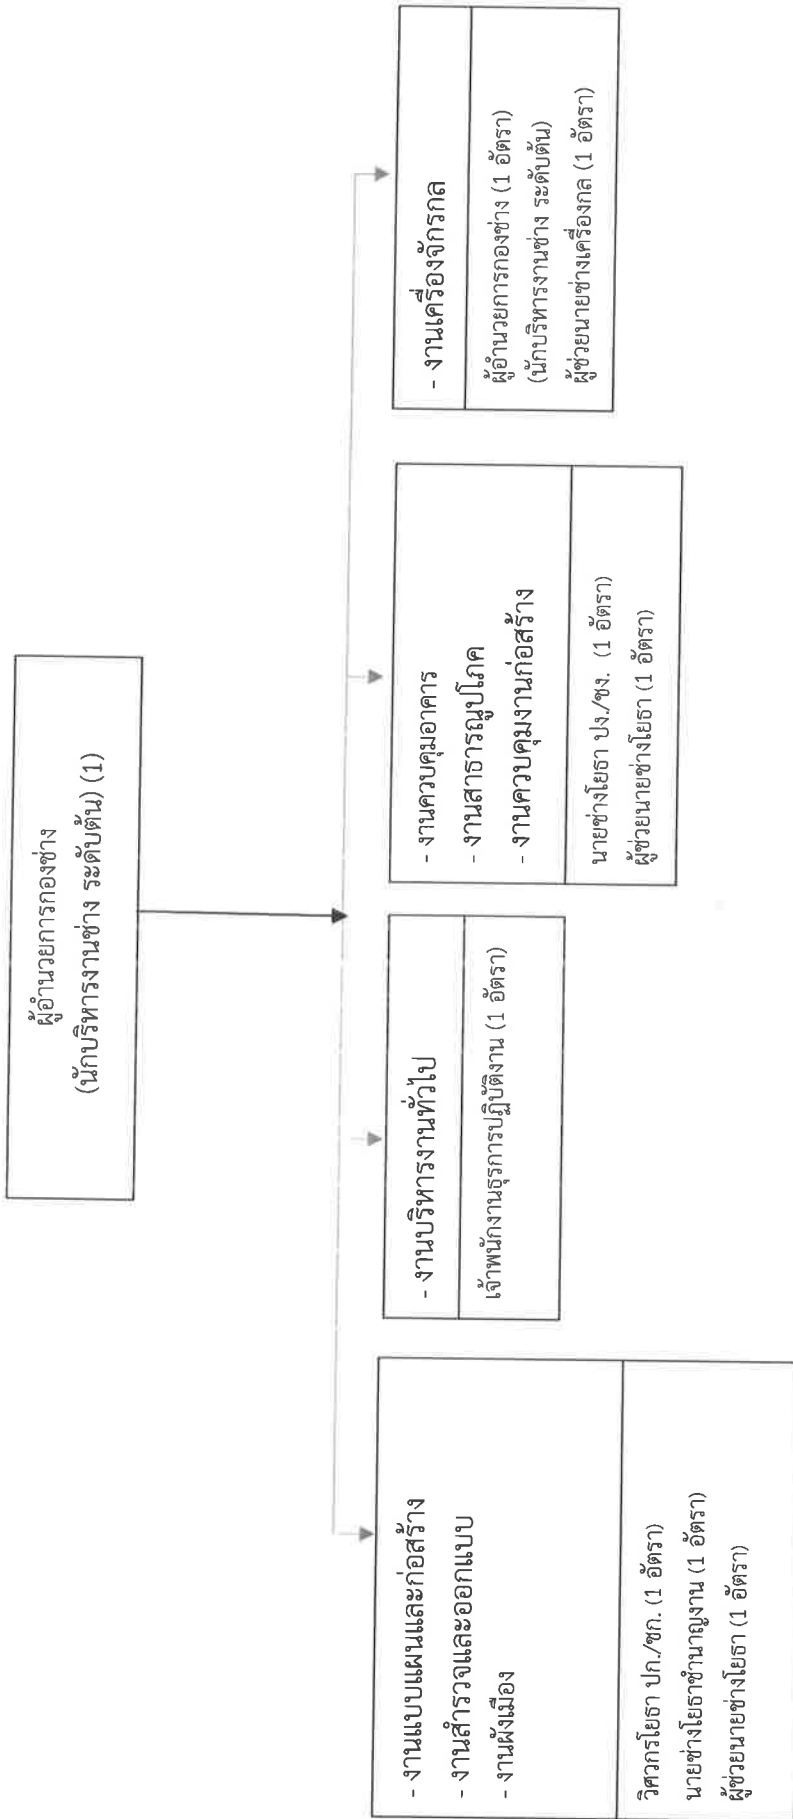 ผู้อำนวยการกองช่าง
(นักบริหารงานช่าง ระดับต้น) (1)
- งานแบบแผนและก่อสร้าง
- งานสำรวจและออกแบบ
- งานผังเมือง
วิศวกรโยธา ปก./ชก. (1 อัตรา)
นายช่างโยธาชำนาญงาน (1 อัตรา)
ผู้ช่วยนายช่างโยธา (1 อัตรา)
- งานบริหารงานทั่วไป
เจ้าพนักงานธุรการปฏิบัติงาน (1 อัตรา)
- งานควบคุมอาคาร
- งานสาธารณูปโภค
- งานควบคุมงานก่อสร้าง
นายช่างโยธา ปง./ชง. (1 อัตรา)
ผู้ช่วยนายช่างโยธา (1 อัตรา)
- งานเครื่องจักรกล
ผู้อำนวยการกองช่าง (1 อัตรา)
(นักบริหารงานช่าง ระดับต้น)
ผู้ช่วยนายช่างเครื่องกล (1 อัตรา)